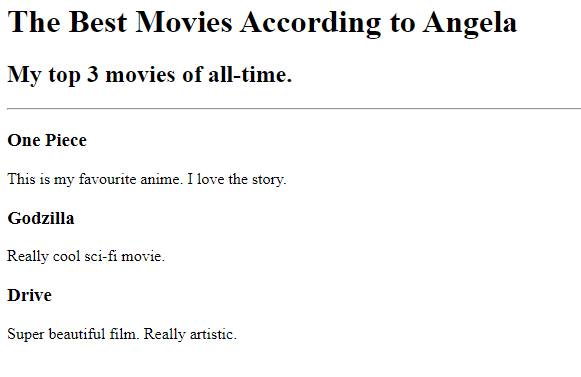 The Best Movies According to Angela
My top 3 movies of all-time.
One Piece
This is my favourite anime. I love the story.
Godzilla
Really cool sci-fi movie.
Drive
Super beautiful film. Really artistic.